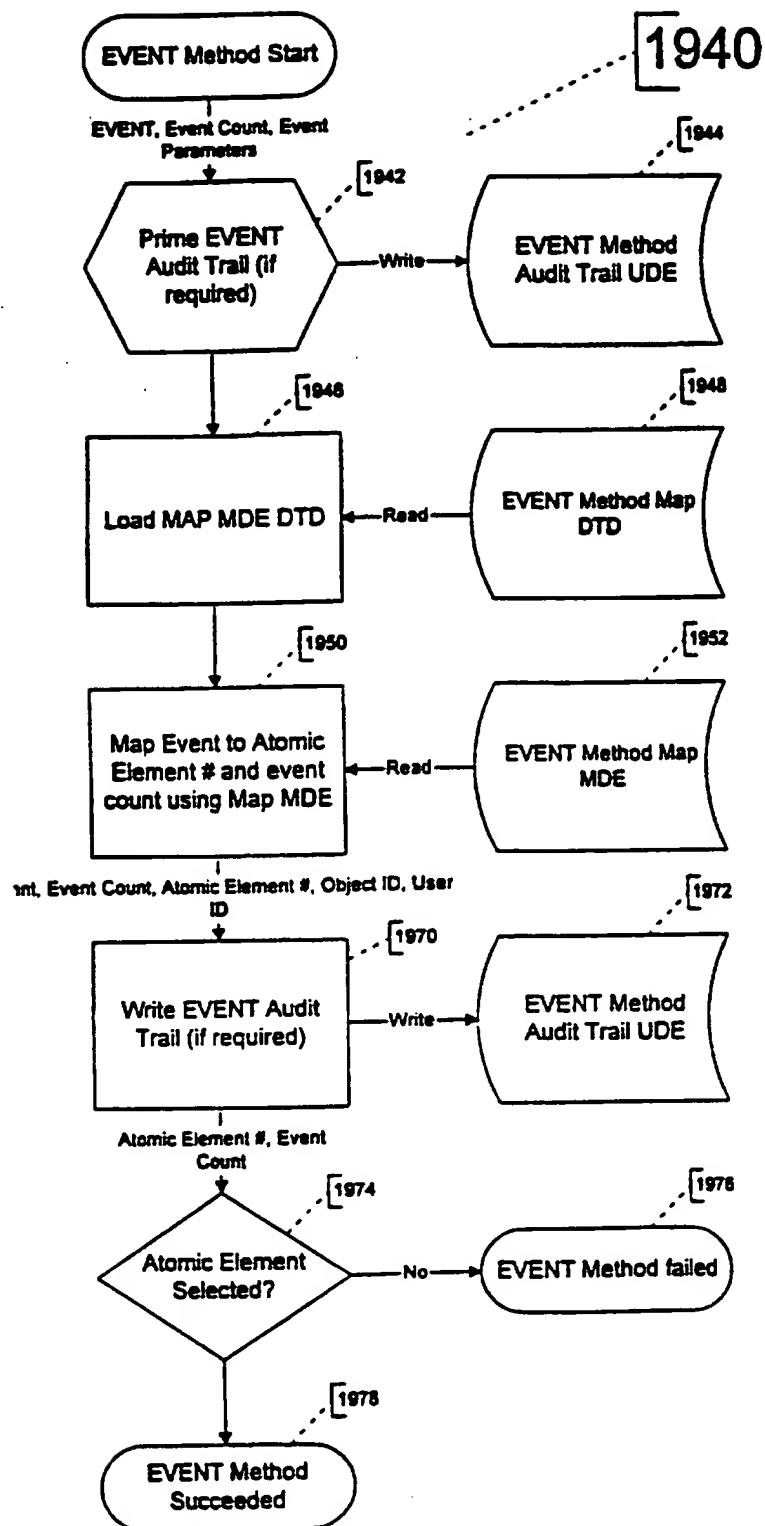 EVENT Method Start
1940
EVENT, Event Count, Event
Parameters
1942
1944
Prime EVENT
Audit Trail (if
required)
Write
EVENT Method
Audit Trail UDE
1946
1948
Load MAP MDE DTD
Read
EVENT Method Map
DTD
1950
1952
Map Event to Atomic
Element # and event
count using Map MDE
Read
EVENT Method Map
MDE
nt, Event Count, Atomic Element #, Object ID, User
ID
1970
1972
Write EVENT Audit
Trail (if required)
Write
EVENT Method
Audit Trail UDE
Atomic Element #, Event
Count
1974
1976
Atomic Element
Selected?
No
EVENT Method failed
1978
EVENT Method
Succeeded